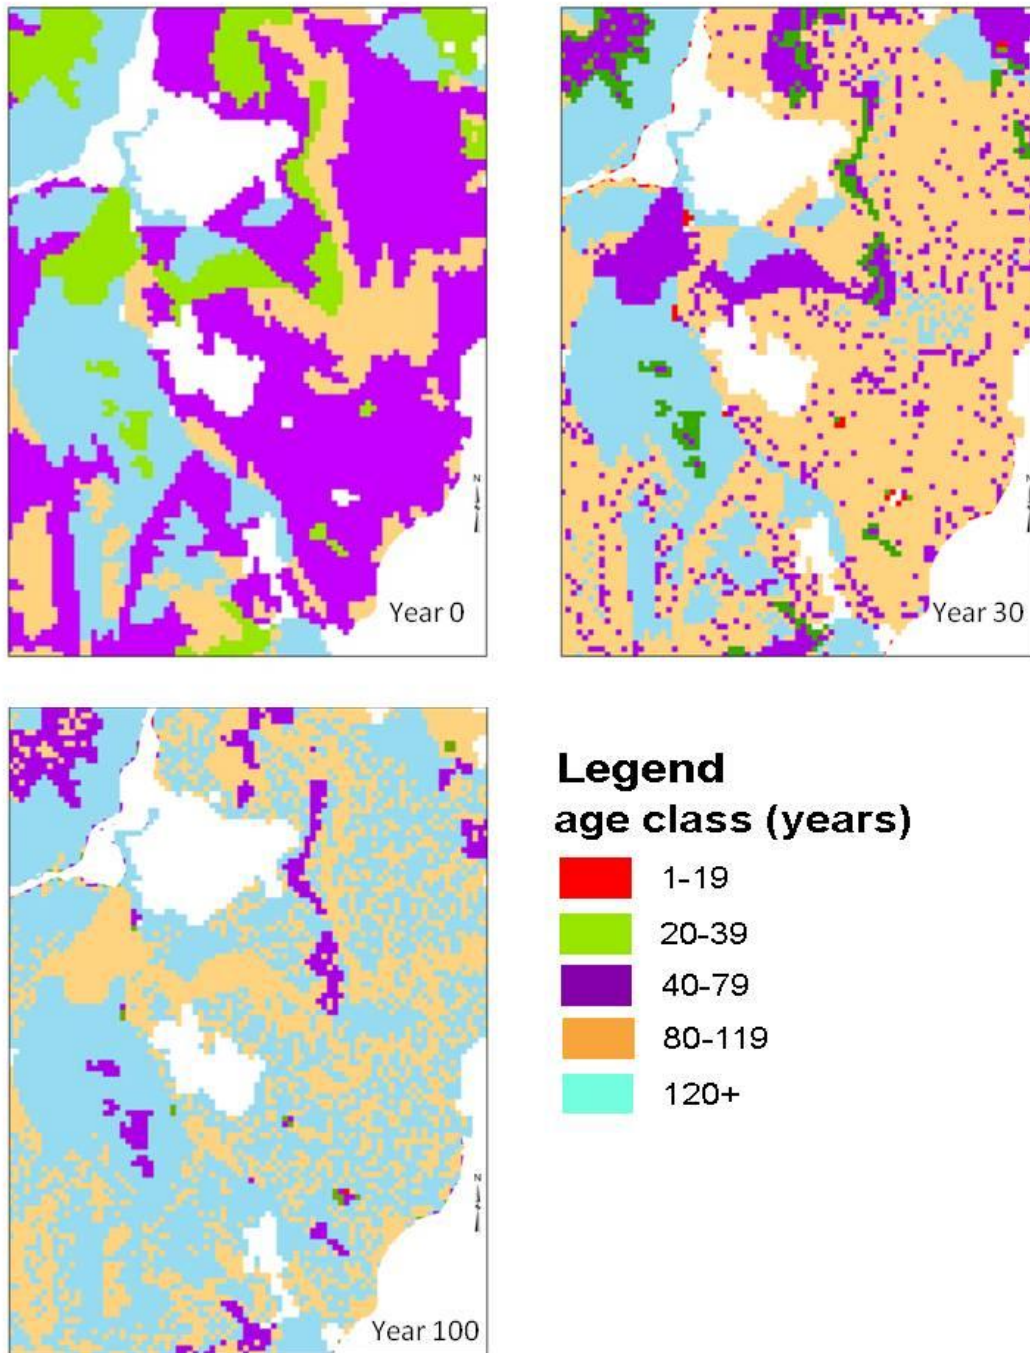 N
N
Year 0
Year 30
N
Year 100
Legend
age class (years)
1-19
20-39
40-79
80-119
120+